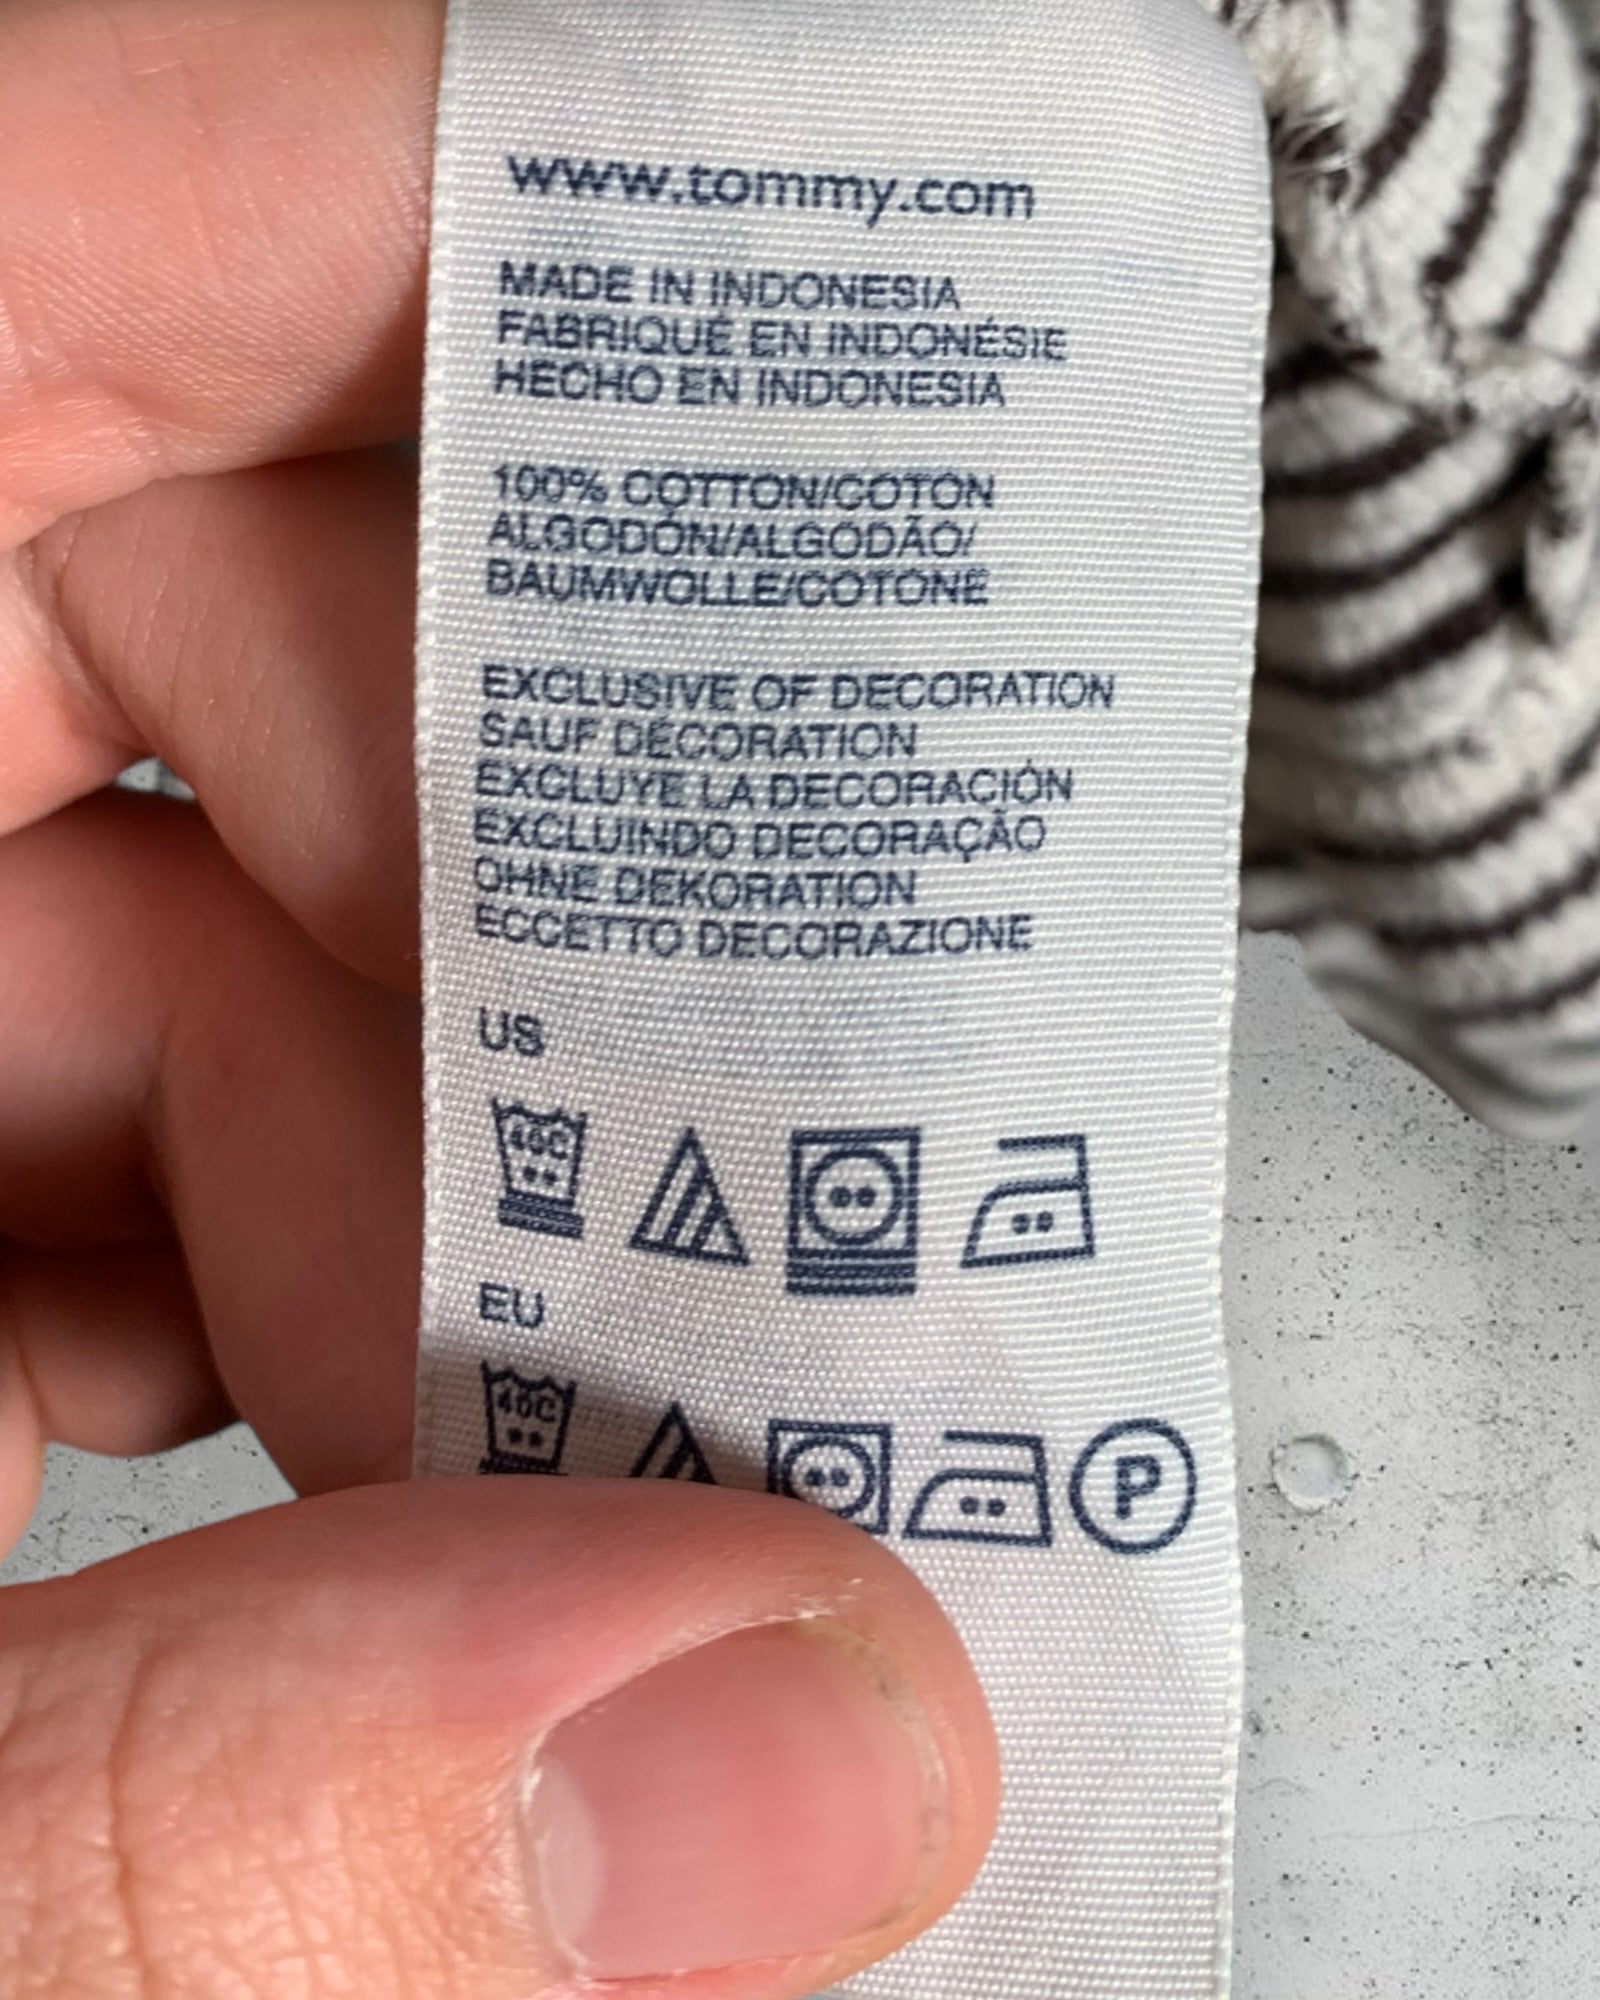 www.tommy.com
MADE IN INDONESIA
FABRIQUÉ EN INDONÉSIE
HECHO EN INDONESIA
100% COTTON/COTON
ALGODÓN/ALGODÃO/
BAUMWOLLE/COTONE
EXCLUSIVE OF DECORATION
SAUF DÉCORATION
EXCLUYE LA DECORACIÓN
EXCLUINDO DECORAÇÃO
OHNE DEKORATION
ECCETTO DECORAZIONE
US
40C
EU
40C
P